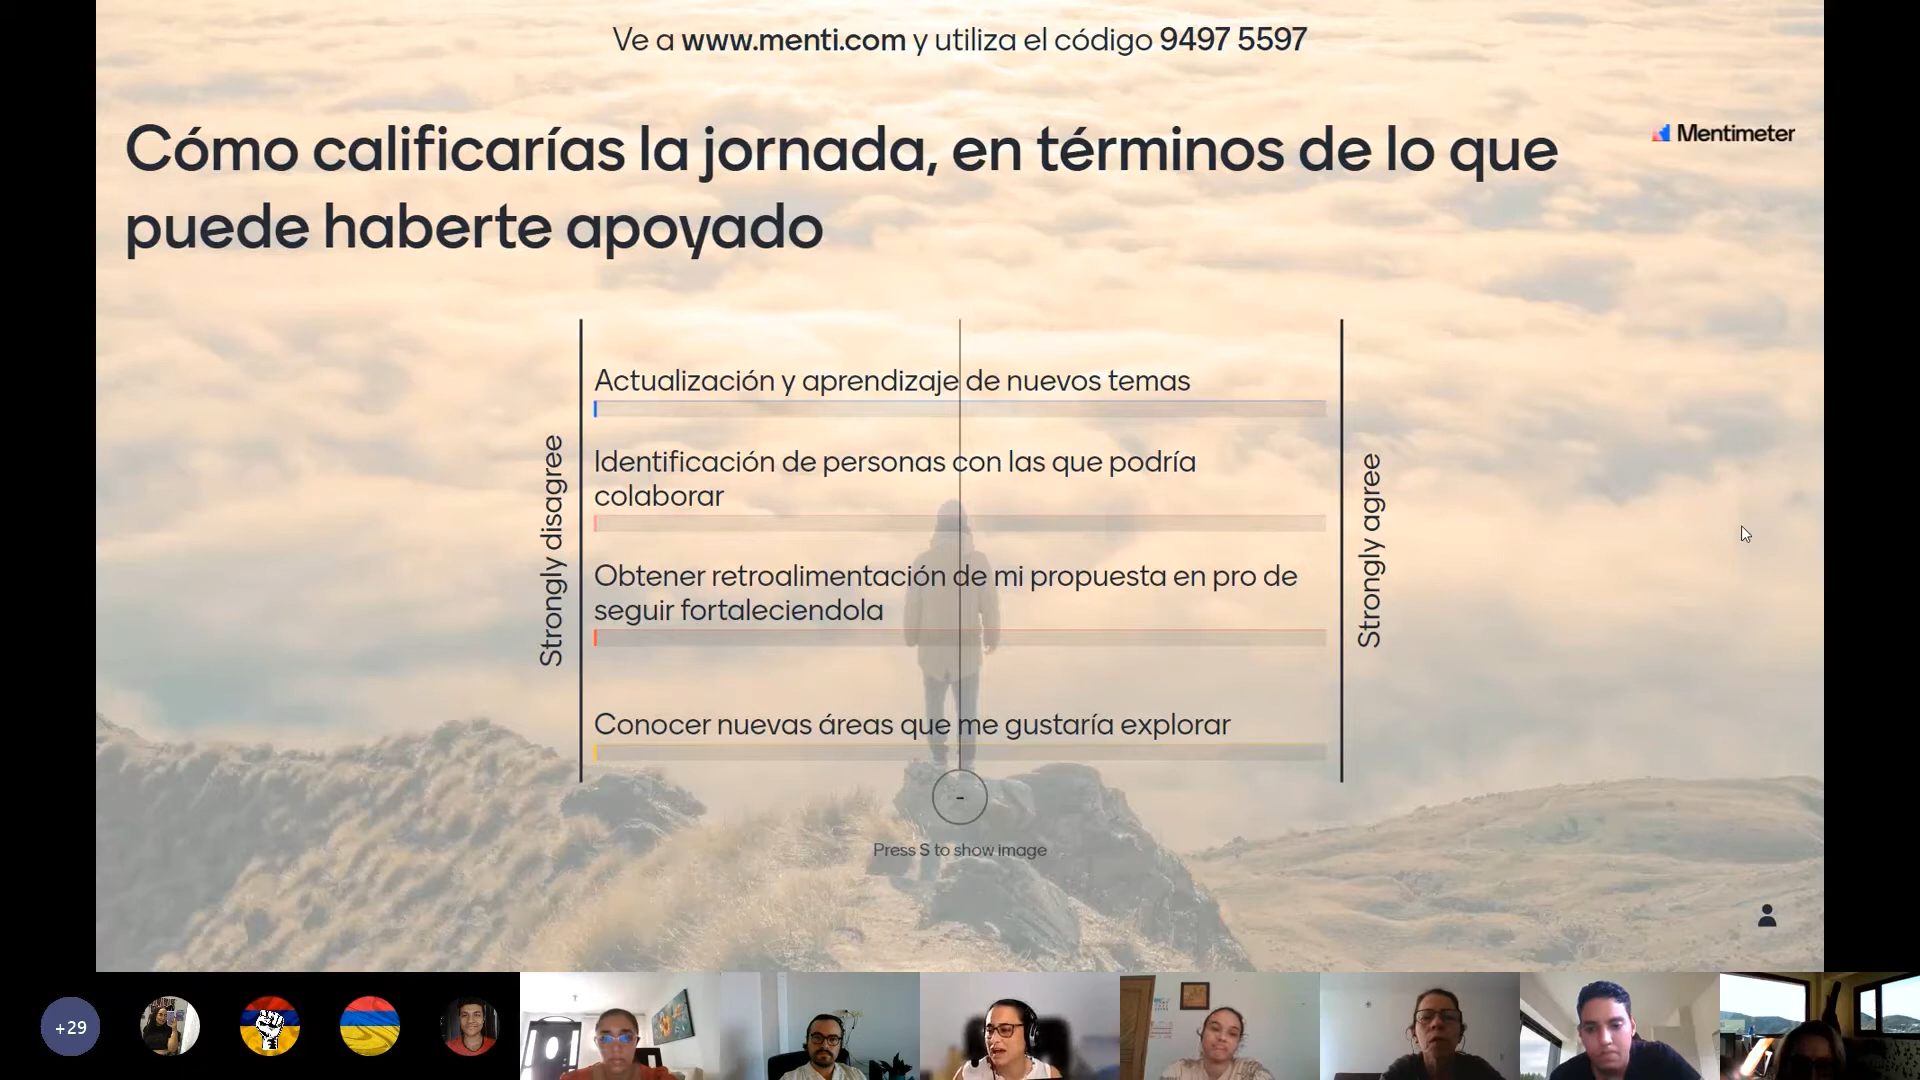 Ve a www.menti.com y utiliza el código 9497 5597
Cómo calificarías la jornada, en términos de lo que
puede haberte apoyado
Mentimeter
Strongly disagree
Actualización y aprendizaje de nuevos temas
Identificación de personas con las que podría
colaborar
Obtener retroalimentación de mi propuesta en pro de
seguir fortaleciendola
Conocer nuevas áreas que me gustaría explorar
Strongly agree
-
Press S to show image
+29